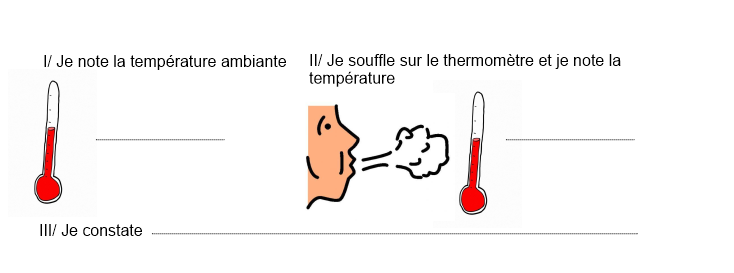 I/ Je note la température ambiante
II/ Je souffle sur le thermomètre et je note la
température
III/ Je constate